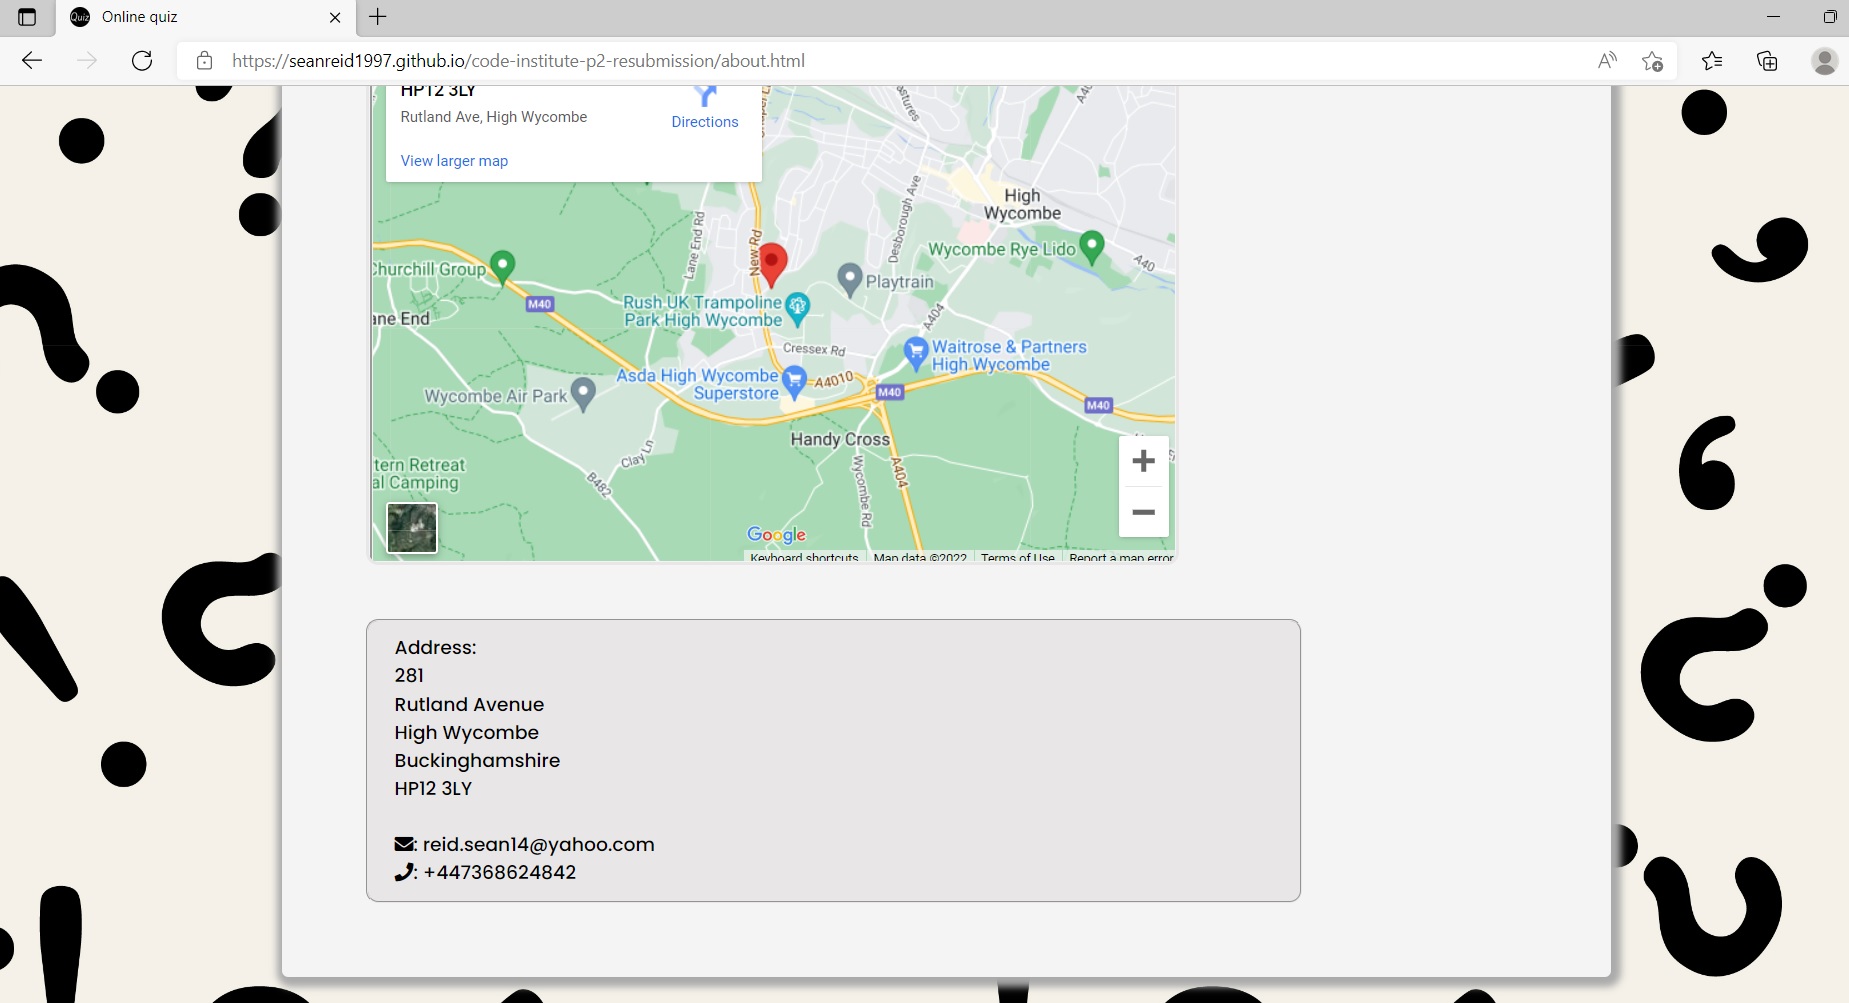 Quiz
Online quiz
https://seanreid1997.github.io/code-institute-p2-resubmission/about.html
HP12 3LY
Rutland Ave, High Wycombe
Directions
View larger map
A40
Desborough Ave
High
Wycombe
Lane End Rd
New Rd
Wycombe Rye Lido
A40
Churchill Group
Playtrain
M40
Rush UK Trampoline
Park High Wycombe
ane End
A404
Cressex Rd
Waitrose & Partners
High Wycombe
Asda High Wycombe
Superstore
A4010
M40
Wycombe Air Park
M40
Handy Cross
Clay Ln
tern Retreat
al Camping
B482
Wycombe Rd
A404
Google
Keyboard shortcuts
Map data ©2022
Terms of Use
Report a map error
Address:
281
Rutland Avenue
High Wycombe
Buckinghamshire
HP12 3LY
: reid.sean14@yahoo.com
: +447368624842